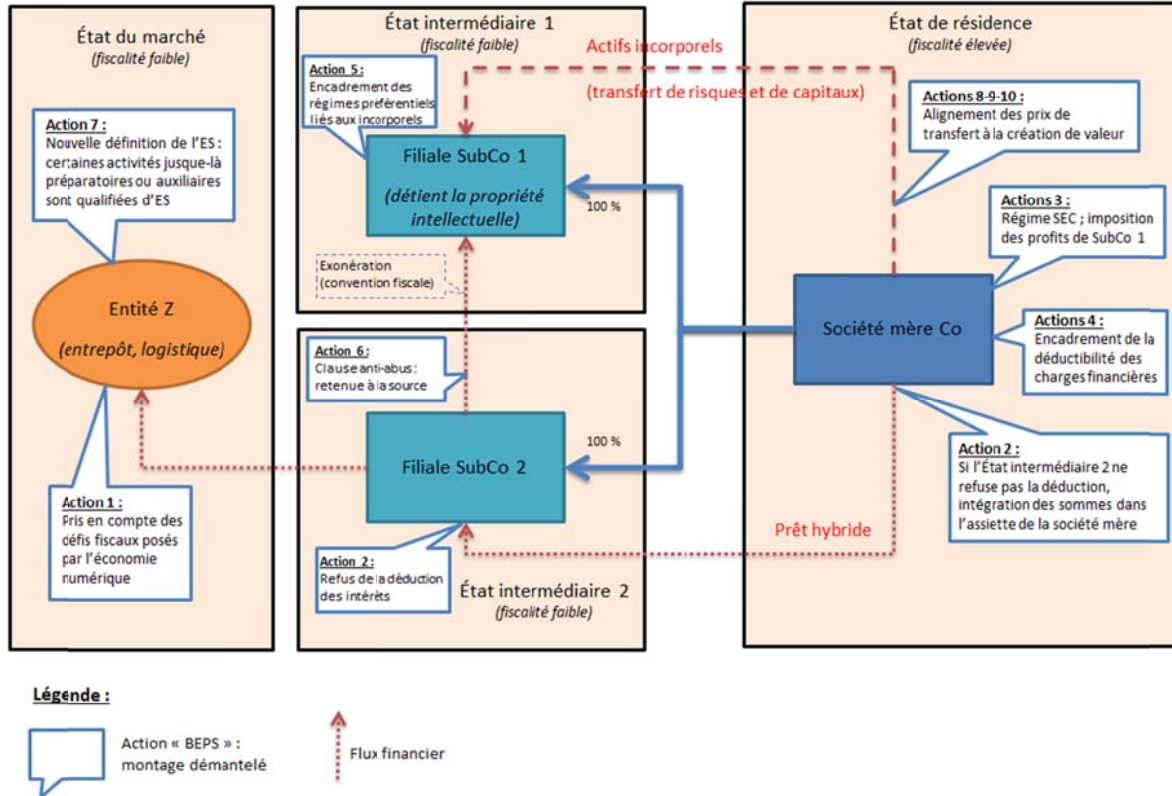 État du marché
(fiscalité faible)
Action 7 :
Nouvelle définition de l'ES :
certaines activités jusque-là
préparatoires ou auxiliaires
sont qualifiées d'ES
Entité Z
(entrepôt, logistique)
Action 1 :
Pris en compte des
défis fiscaux posés
par l'économie
numérique
État intermédiaire 1
(fiscalité faible)
Action 5 :
Encadrement des
régimes préférentiels
liés aux incorporels
Filiale SubCo 1
(détient la propriété
intellectuelle)
100 %
Exonération
(convention fiscale)
Action 6 :
Clause anti-abus :
retenue à la source
Filiale SubCo 2
100 %
Action 2 :
Refus de la déduction
des intérêts
État intermédiaire 2
(fiscalité faible)
Actifs incorporels
(transfert de risques et de capitaux)
Prêt hybride
État de résidence
(fiscalité élevée)
Actions 8-9-10 :
Alignement des prix de
transfert à la création de
valeur
Actions 3 :
Régime SEC ; imposition
des profits de SubCo 1
Société mère Co
Actions 4 :
Encadrement de la
déductibilité des
charges financières
Action 2 :
Si l'État intermédiaire 2 ne
refuse pas la déduction,
intégration des sommes dans
l'assiette de la société mère
Légende :
Action « BEPS » :
montage démantelé
Flux financier